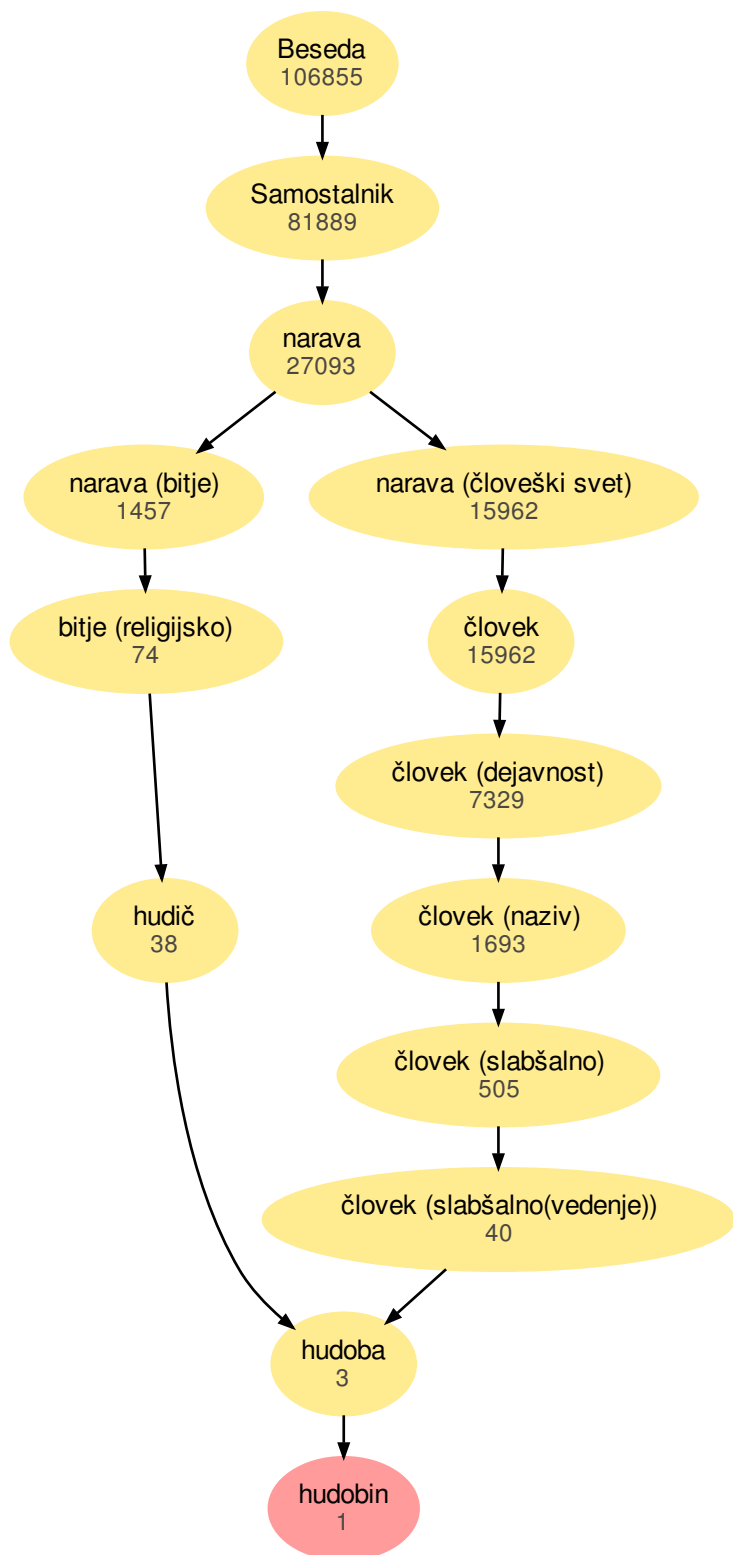 Beseda
106855
Samostalnik
81889
narava
27093
narava (bitje)
1457
narava (človeški svet)
15962
bitje (religijsko)
74
človek
15962
človek (dejavnost)
7329
hudič
38
človek (naziv)
1693
človek (slabšalno)
505
človek (slabšalno(vedenje))
40
hudoba
3
hudobin
1